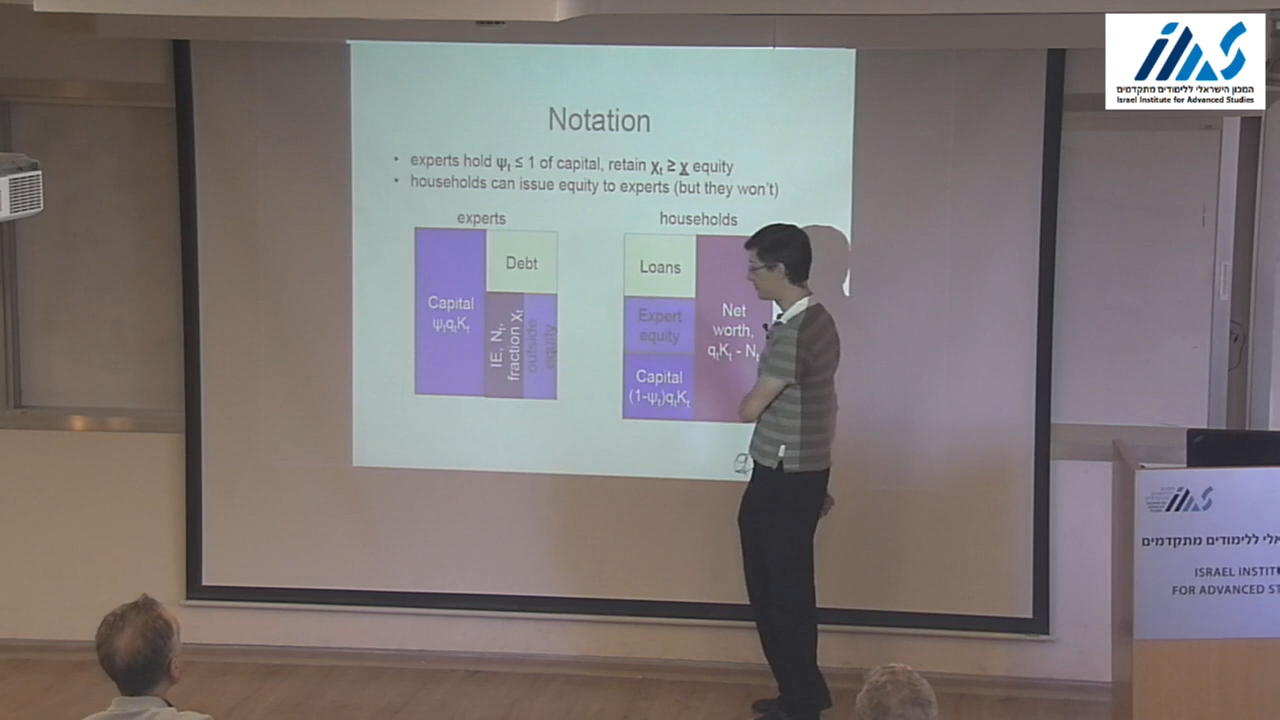 המכון הישראלי ללימודים מתקדמים
Israel Institute for Advanced Studies
Notation
• experts hold ψt ≤ 1 of capital, retain χt ≥ χ equity
• households can issue equity to experts (but they won't)
experts
Debt
Capital
ψtqtKt
IE, Nt,
fraction χt
outside
equity
households
Loans
Expert
equity
Capital
(1-ψt)qtKt
Net
worth,
qtKt - Nt
אלי ללימודים מתקדמים
ISRAEL INSTIT
FOR ADVANCED ST